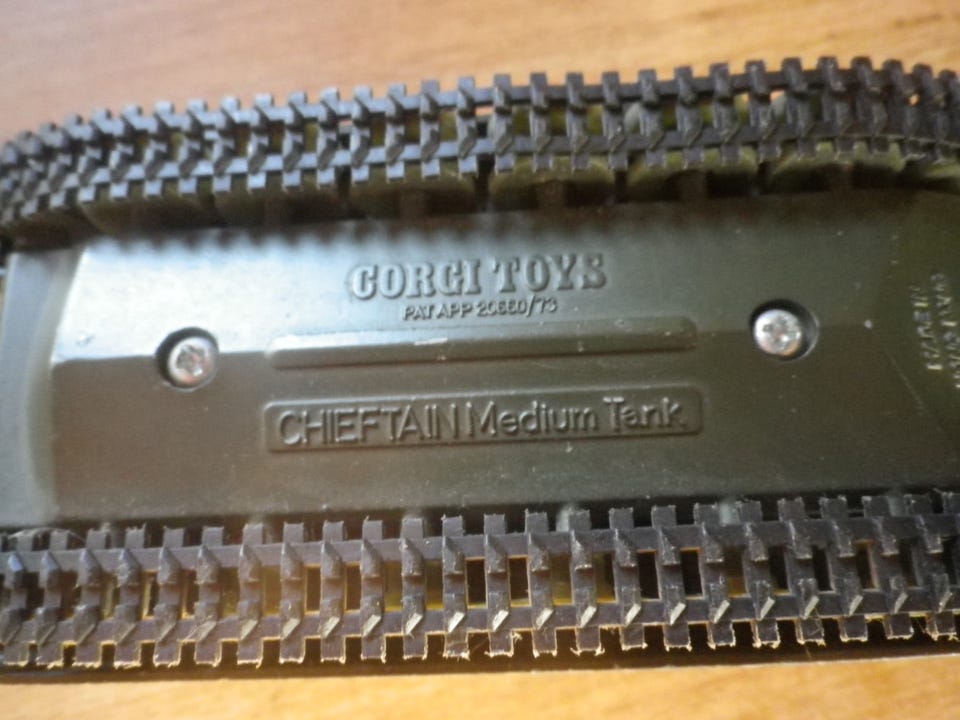 CORGI TOYS
PAT APP 20660/73
CHIEFTAIN Medium Tank